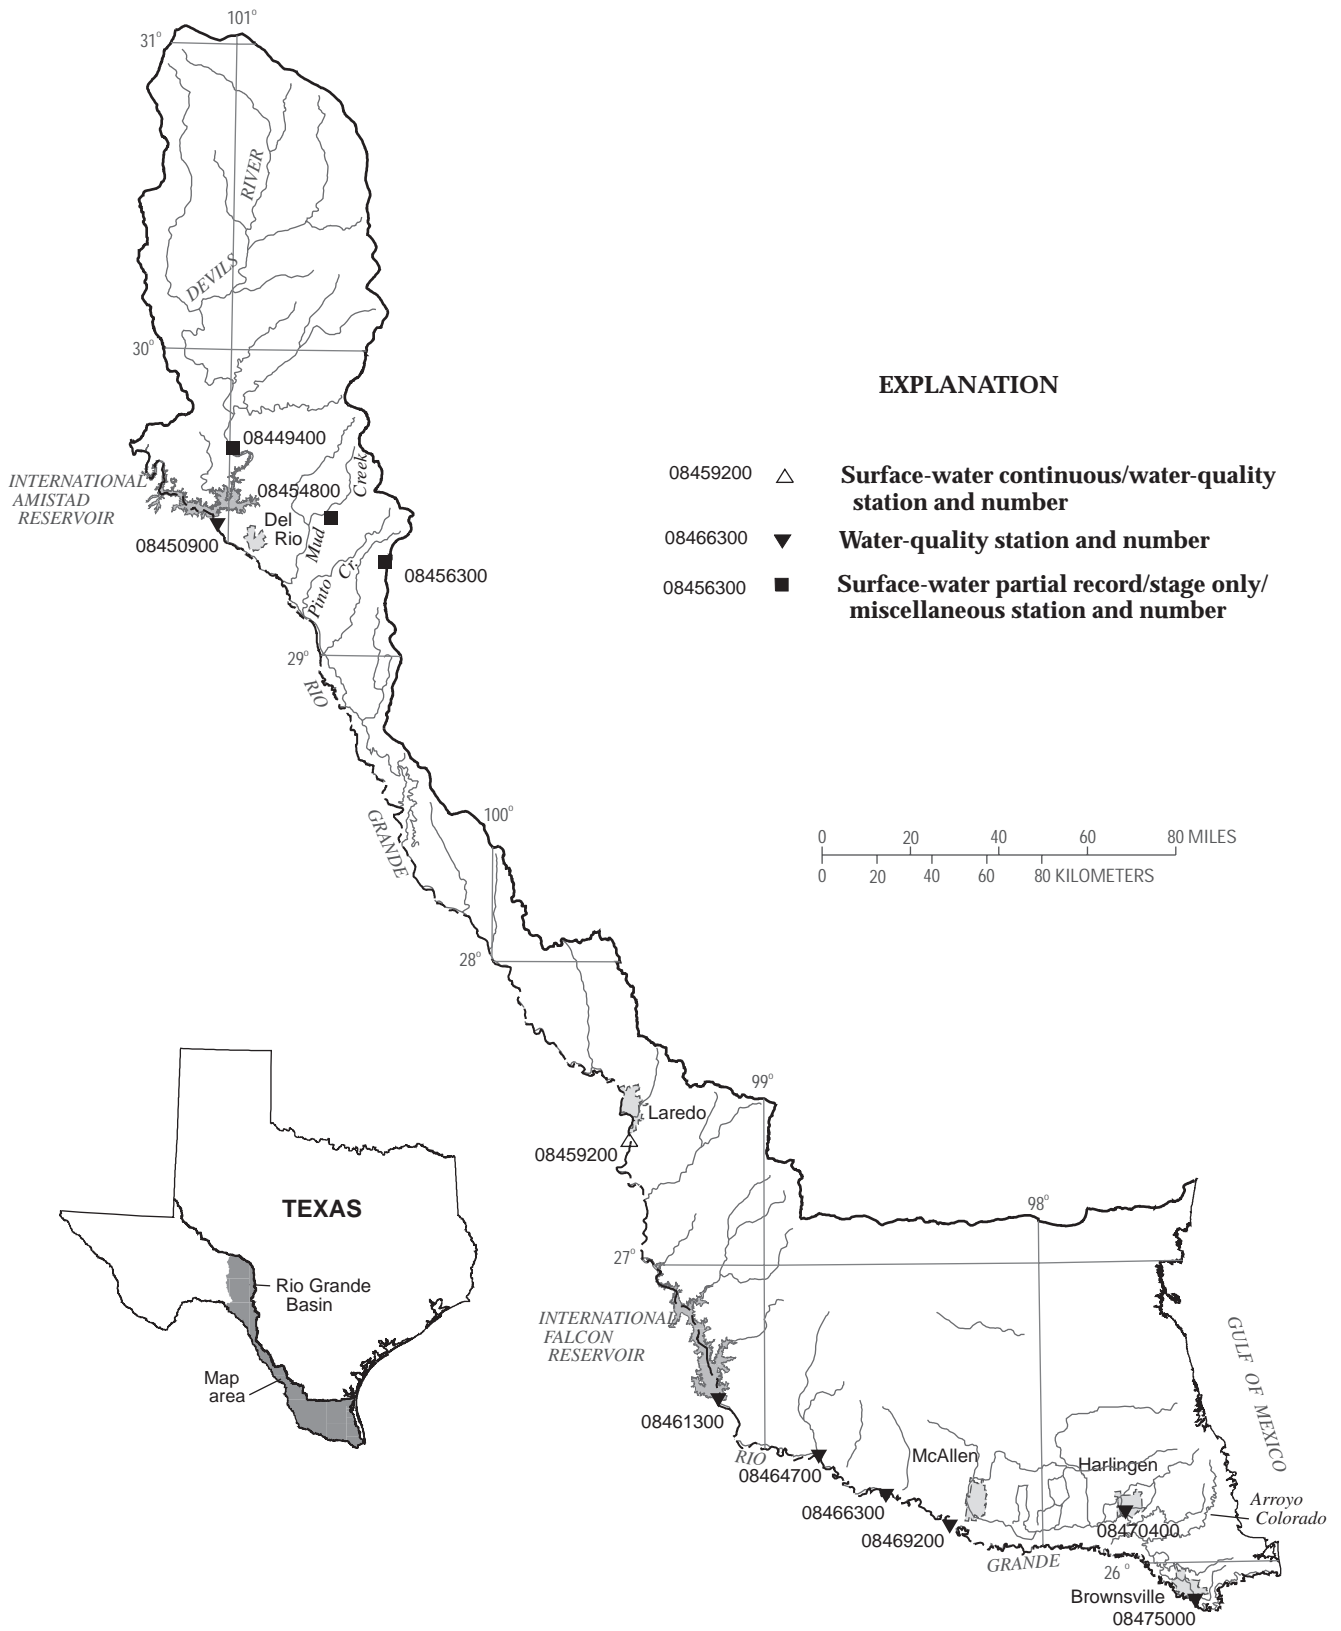 101°
31°
RIVER
DEVILS
30°
EXPLANATION
08449400
08459200
Surface-water continuous/water-quality
station and number
INTERNATIONAL
AMISTAD
RESERVOIR
08454800
Creek
Del
Rio
Mud
08450900
08466300
Water-quality station and number
Pinto Cr.
08456300
08456300
Surface-water partial record/stage only/
miscellaneous station and number
29°
RIO
GRANDE
100°
0 20 40 60 80 MILES
0 20 40 60 80 KILOMETERS
28°
99°
Laredo
08459200
TEXAS
98°
27°
Rio Grande
Basin
INTERNATIONAL
FALCON
RESERVOIR
GULF OF MEXICO
Map
area
08461300
RIO
08464700
McAllen
Harlingen
08466300
08469200
08470400
Arroyo
Colorado
GRANDE
26°
Brownsville
08475000